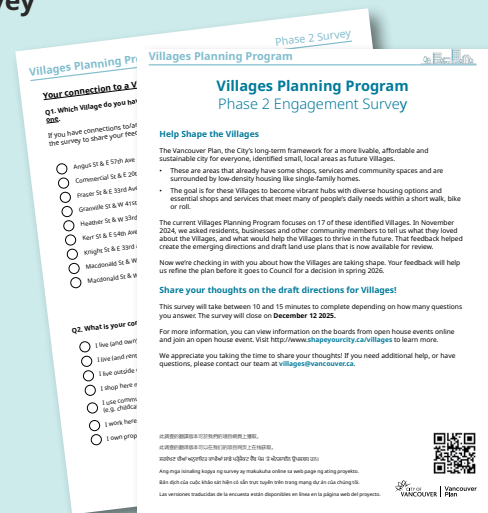 vey
Phase 2 Survey
Villages Planning Pr
Your connection to a V
Q1. Which Village do you hav
one.
If you have connections to/ar
the survey to share your feed
Angus St & E 57th Ave
Commercial St & E 20t
Fraser St & E 33rd Ave
Granville St & W 41st
Heather St & W 33rd
Kerr St & E 54th Ave
Knight St & E 33rd
Macdonald St & W
Macdonald St & W
Q2. What is your con
I live (and own)
I live (and rent
I live outside
I shop here
I use commu
(e.g. childcar
I work here
I own prop
Villages Planning Program
Villages Planning Program
Phase 2 Engagement Survey
Help Shape the Villages
The Vancouver Plan, the City's long-term framework for a more livable, affordable and
sustainable city for everyone, identified small, local areas as future Villages.
• These are areas that already have some shops, services and community spaces and are
surrounded by low-density housing like single-family homes.
• The goal is for these Villages to become vibrant hubs with diverse housing options and
essential shops and services that meet many of people's daily needs within a short walk, bike
or roll.
The current Villages Planning Program focuses on 17 of these identified Villages. In November
2024, we asked residents, businesses and other community members to tell us what they loved
about the Villages, and what would help the Villages to thrive in the future. That feedback helped
create the emerging directions and draft land use plans that is now available for review.
Now we're checking in with you about how the Villages are taking shape. Your feedback will help
us refine the plan before it goes to Council for a decision in spring 2026.
Share your thoughts on the draft directions for Villages!
This survey will take between 10 and 15 minutes to complete depending on how many questions
you answer. The survey will close on December 12 2025.
For more information, you can view information on the boards from open house events online
and join an open house event. Visit http://www.shapeyourcity.ca/villages to learn more.
We appreciate you taking the time to share your thoughts! If you need additional help, or have
questions, please contact our team at villages@vancouver.ca.
Ang mga isinaling kopya ng survey ay makukuha online sa web page ng ating proyekto.
Bản dịch của cuộc khảo sát hiện có sẵn trực tuyến trên trang mạng dự án của chúng tôi.
Las versiones traducidas de la encuesta están disponibles en línea en la página web del proyecto.
CITY OF
VANCOUVER
Vancouver
Plan